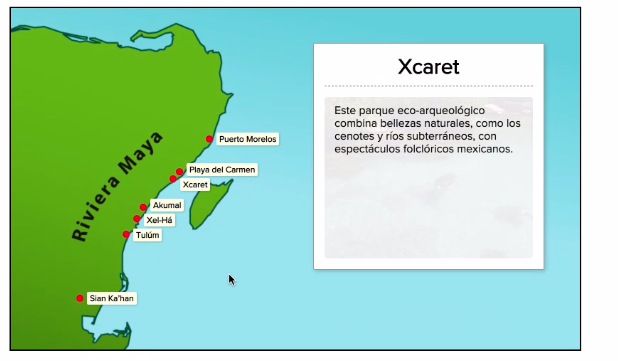 Xcaret
Este parque eco-arqueológico
combina bellezas naturales, como los
cenotes y ríos subterráneos, con
espectáculos folclóricos mexicanos.
Riviera Maya
Puerto Morelos
Playa del Carmen
Xcaret
Akumal
Xel-Há
Tulúm
Sian Ka'han